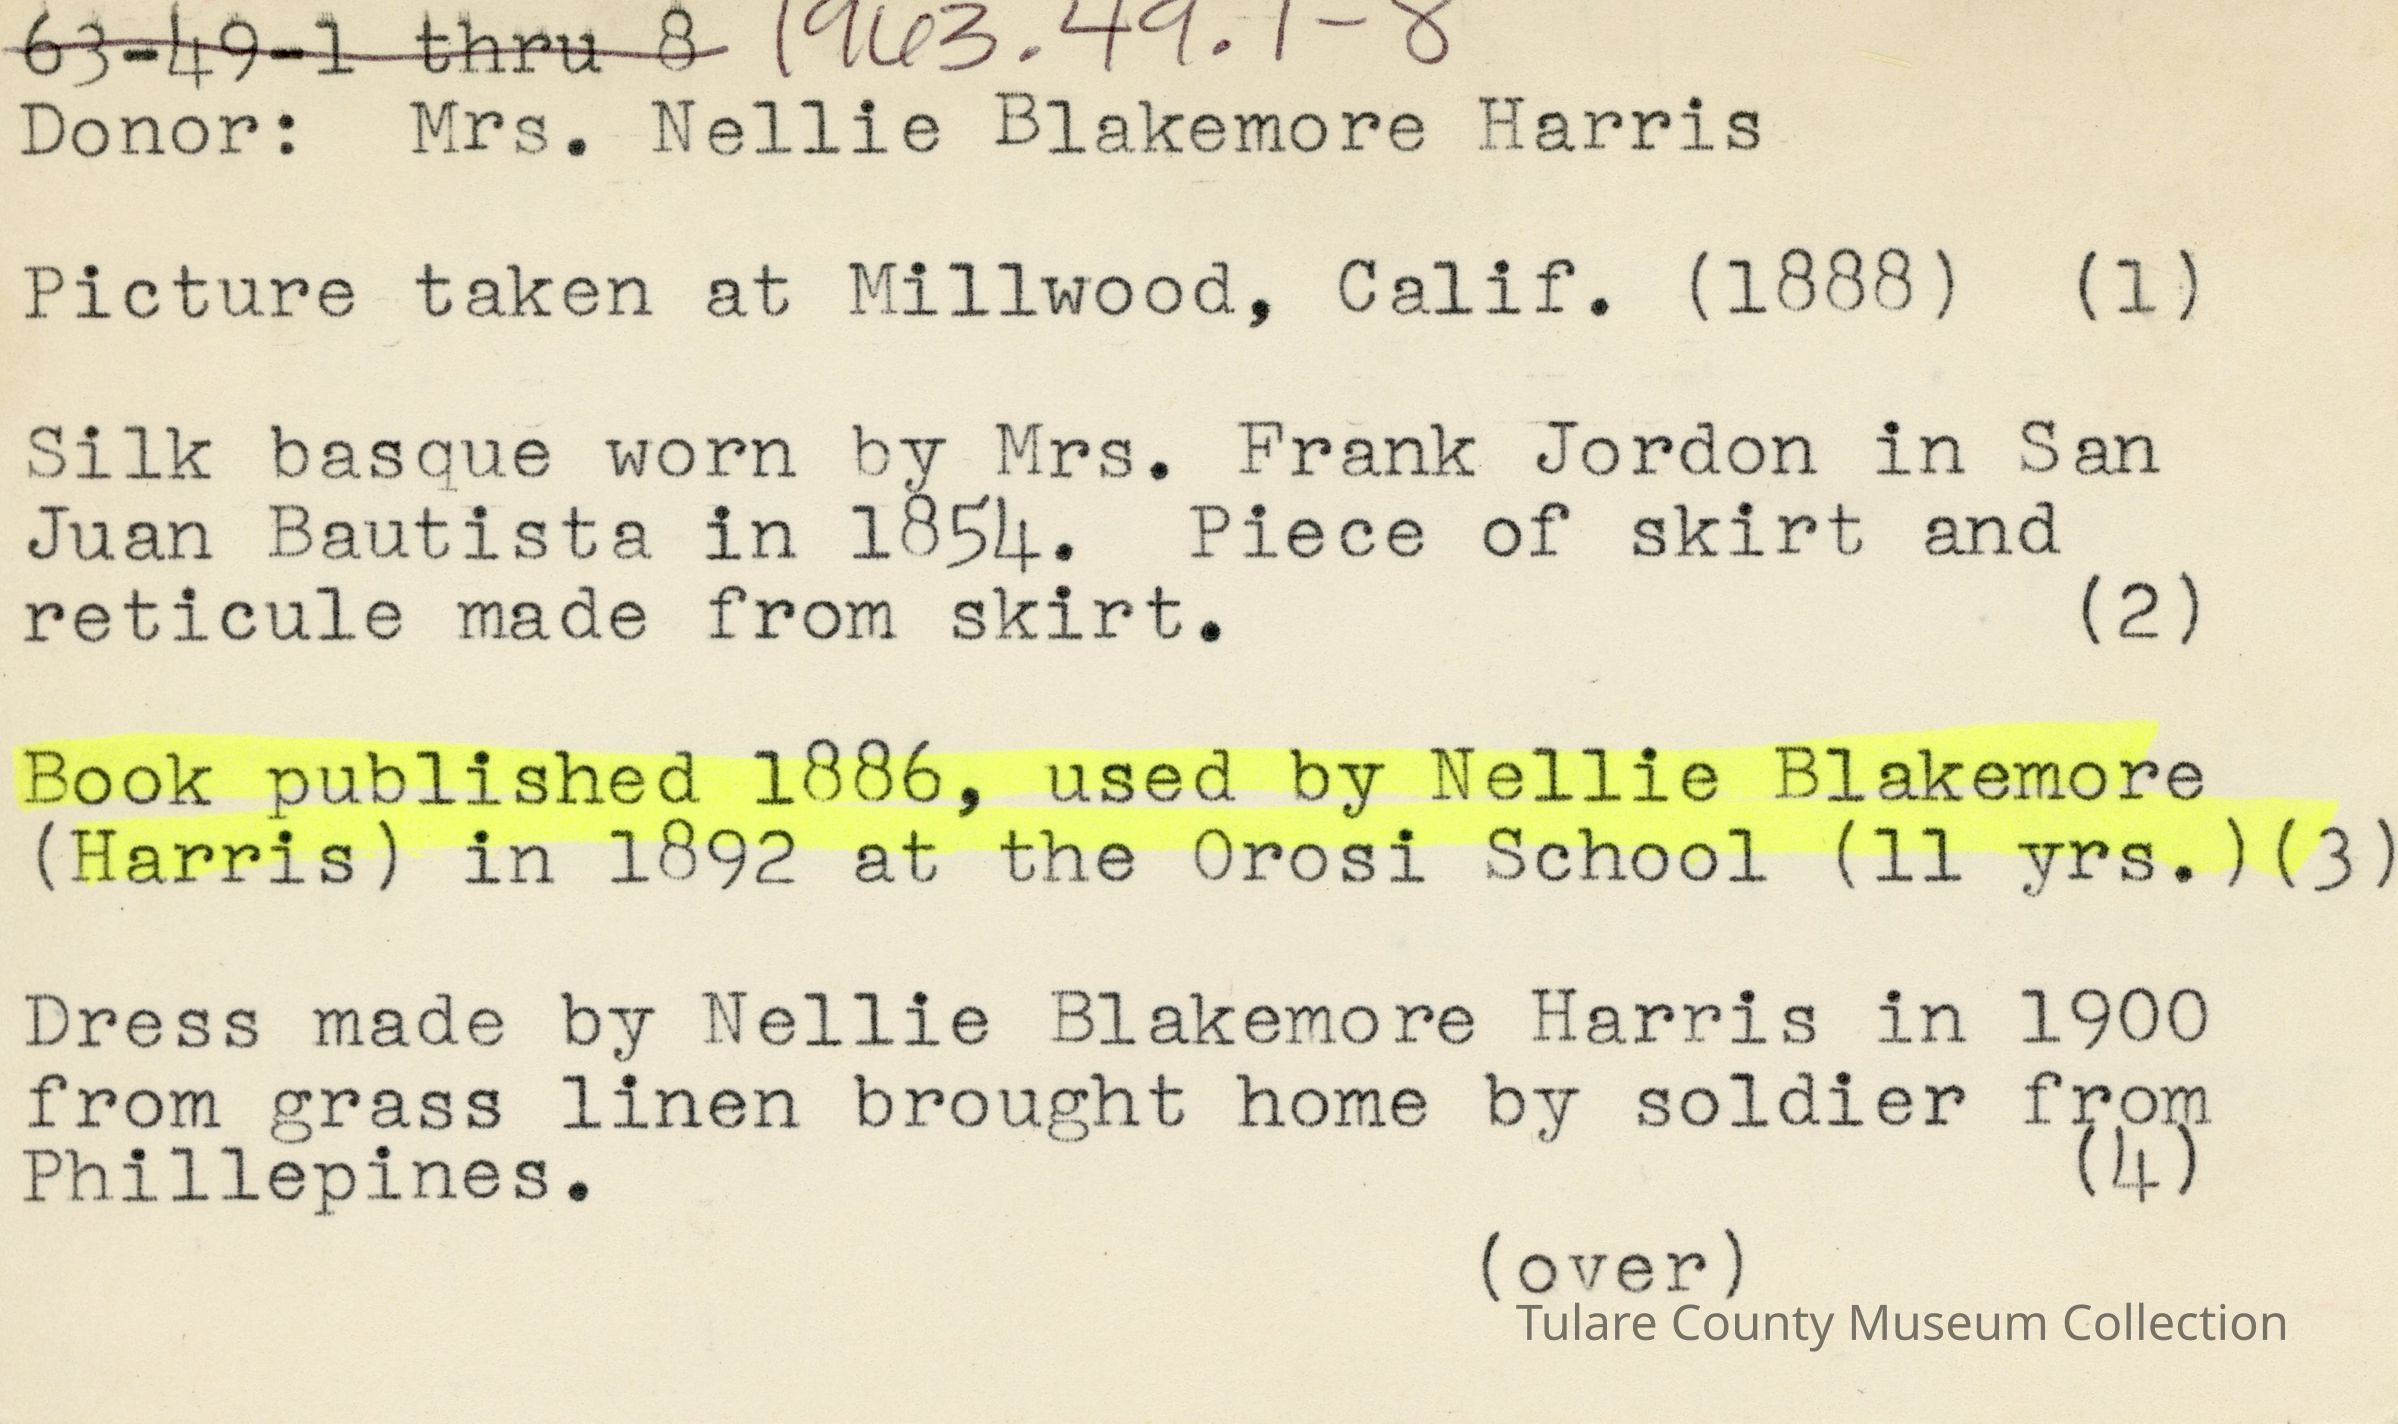 63-49-1 thru 8 1963.49.1-8
Donor: Mrs. Nellie Blakemore Harris
Picture taken at Millwood, Calif. (1888) (1)
Silk basque worn by Mrs. Frank Jordon in San
Juan Bautista in 1854. Piece of skirt and
reticule made from skirt. (2)
Book published 1886, used by Nellie Blakemore
(Harris) in 1892 at the Orosi School (11 yrs.)(3)
Dress made by Nellie Blakemore Harris in 1900
from grass linen brought home by soldier from
Phillepines. (4)
(over)
Tulare County Museum Collection